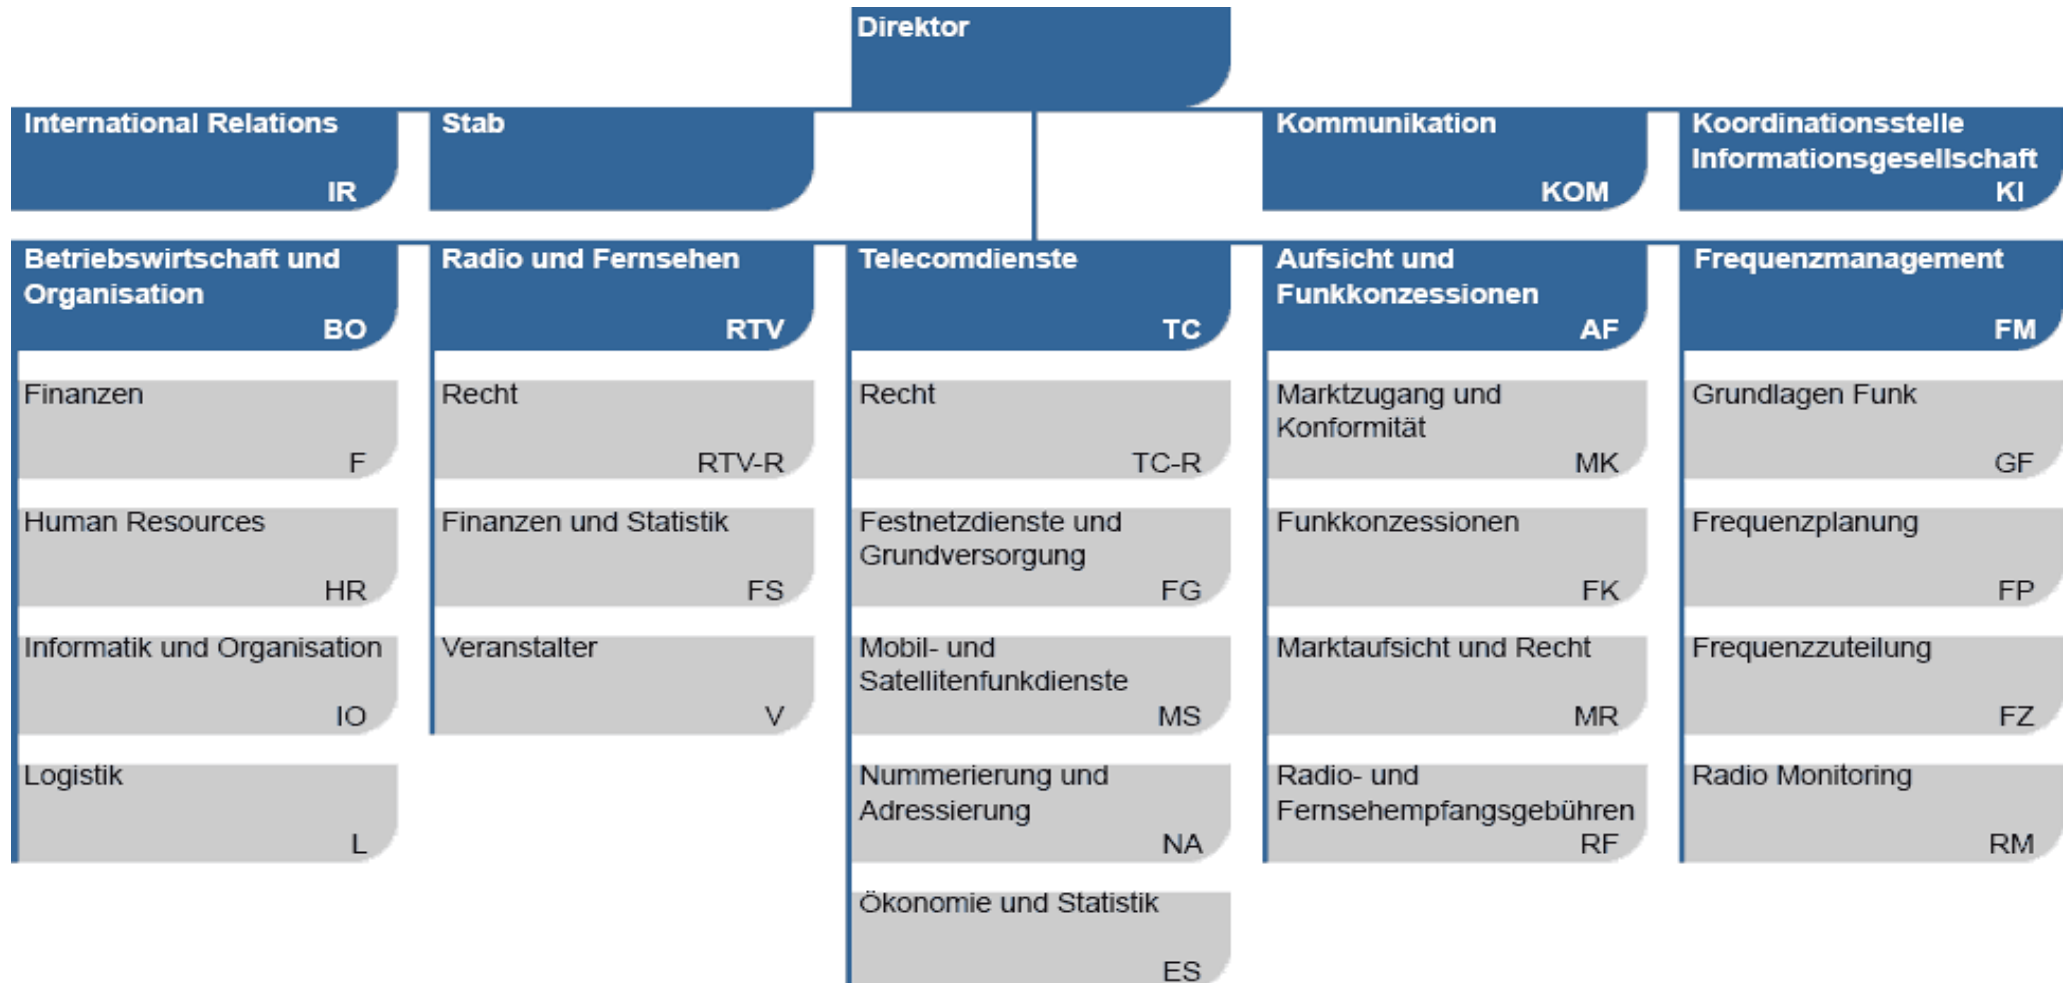 Direktor
International Relations
IR
Stab
Kommunikation
KOM
Koordinationsstelle
Informationsgesellschaft
KI
Betriebswirtschaft und
Organisation
BO
Radio und Fernsehen
RTV
Telecomdienste
TC
Aufsicht und
Funkkonzessionen
AF
Frequenzmanagement
FM
Finanzen
F
Human Resources
HR
Informatik und Organisation
IO
Logistik
L
Recht
RTV-R
Finanzen und Statistik
FS
Veranstalter
V
Recht
TC-R
Festnetzdienste und
Grundversorgung
FG
Mobil- und
Satellitenfunkdienste
MS
Nummerierung und
Adressierung
NA
Ökonomie und Statistik
ES
Marktzugang und
Konformität
MK
Funkkonzessionen
FK
Marktaufsicht und Recht
MR
Radio- und
Fernsehempfangsgebühren
RF
Grundlagen Funk
GF
Frequenzplanung
FP
Frequenzzuteilung
FZ
Radio Monitoring
RM